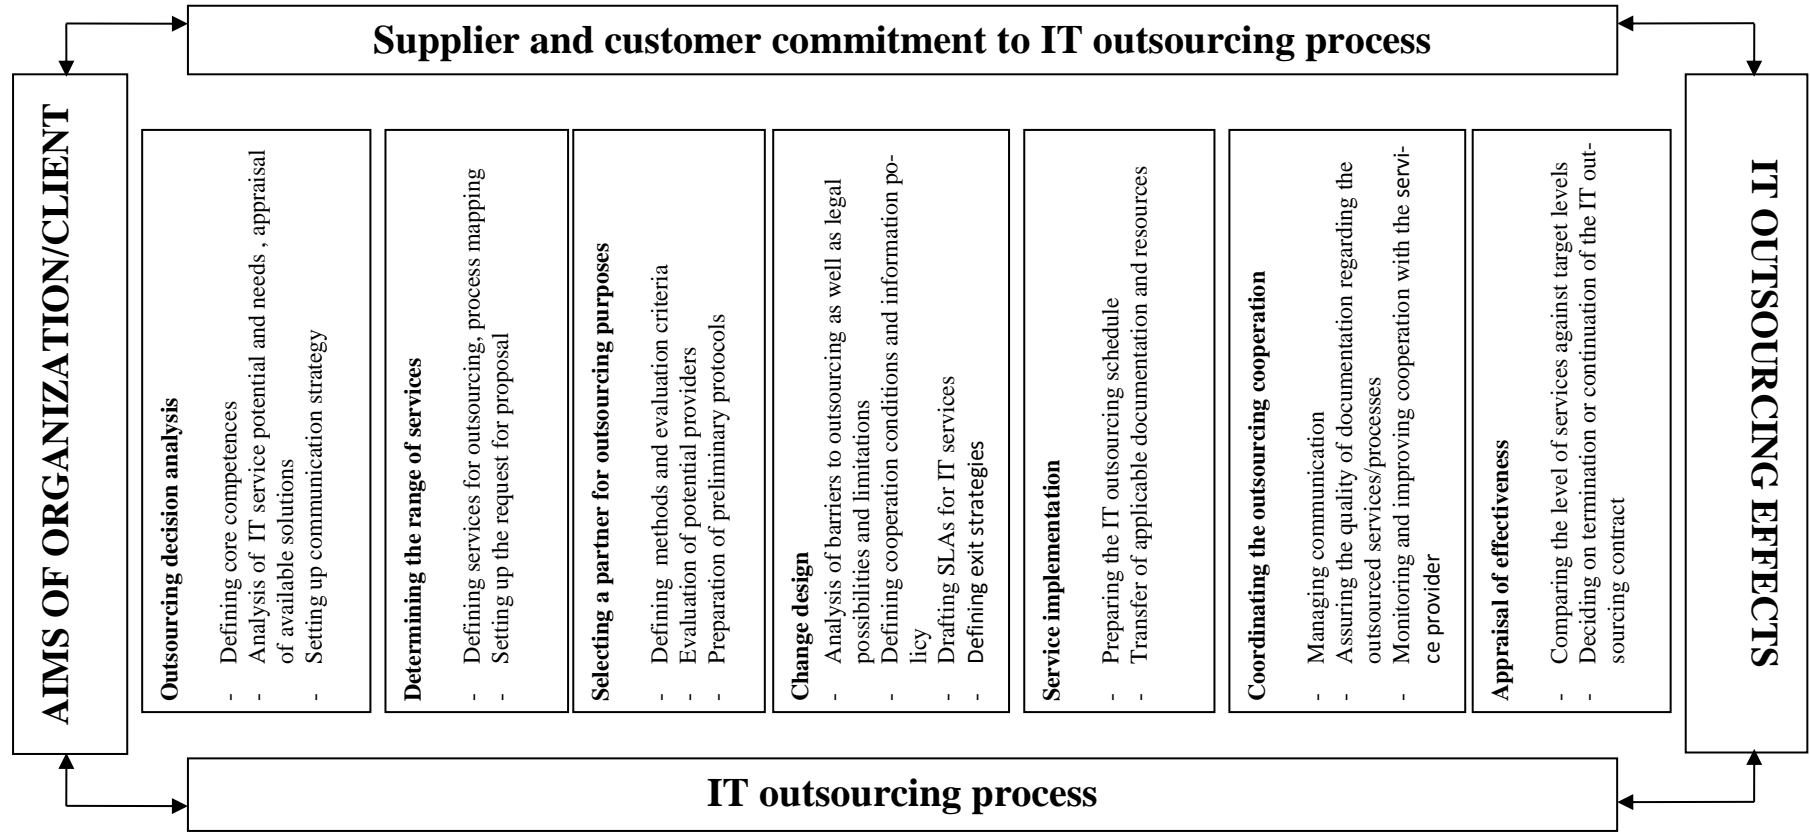 Supplier and customer commitment to IT outsourcing process
AIMS OF ORGANIZATION/CLIENT
Outsourcing decision analysis
- Defining core competences
- Analysis of IT service potential and needs , appraisal
of available solutions
- Setting up communication strategy
Determining the range of services
- Defining services for outsourcing, process mapping
- Setting up the request for proposal
Selecting a partner for outsourcing purposes
- Defining methods and evaluation criteria
- Evaluation of potential providers
- Preparation of preliminary protocols
Change design
- Analysis of barriers to outsourcing as well as legal
possibilities and limitations
- Defining cooperation conditions and information po-
licy
- Drafting SLAs for IT services
- Defining exit strategies
Service implementation
- Preparing the IT outsourcing schedule
- Transfer of applicable documentation and resources
Coordinating the outsourcing cooperation
- Managing communication
- Assuring the quality of documentation regarding the
outsourced services/processes
- Monitoring and improving cooperation with the servi-
ce provider
Appraisal of effectiveness
- Comparing the level of services against target levels
- Deciding on termination or continuation of the IT out-
sourcing contract
IT OUTSOURCING EFFECTS
IT outsourcing process